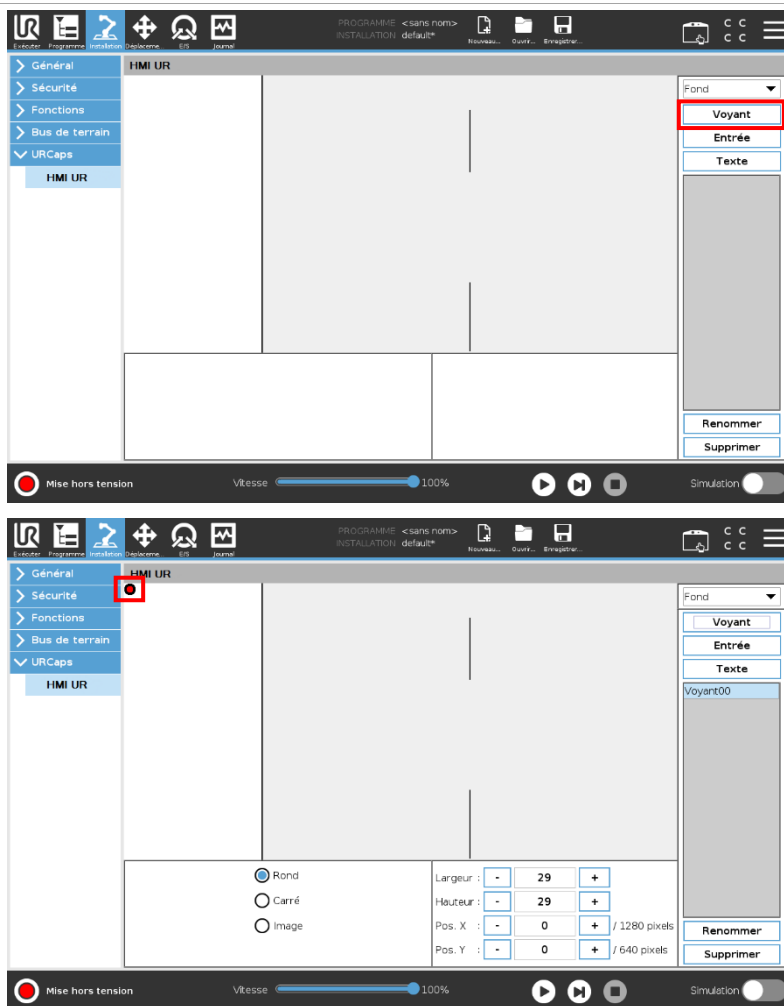 UR
PROGRAMME <sans nom>
INSTALLATION default*
Exécuter Programme Installation Déplaceme... E/S Journal
Nouveau... Ouvrir... Enregistrer...
C C
C C
Général
Sécurité
Fonctions
Bus de terrain
URCaps
HMI UR
HMI UR
Fond
Voyant
Entrée
Texte
Renommer
Supprimer
Mise hors tension
Vitesse
100%
Simulation
UR
PROGRAMME <sans nom>
INSTALLATION default*
Exécuter Programme Installation Déplaceme... E/S Journal
Nouveau... Ouvrir... Enregistrer...
C C
C C
Général
Sécurité
Fonctions
Bus de terrain
URCaps
HMI UR
HMI UR
Fond
Voyant
Entrée
Texte
Voyant00
Rond
Carré
Image
Largeur : - 29 +
Hauteur : - 29 +
Pos. X : - 0 + / 1280 pixels
Pos. Y : - 0 + / 640 pixels
Renommer
Supprimer
Mise hors tension
Vitesse
100%
Simulation